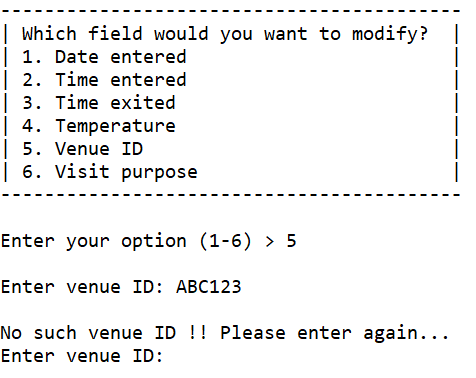 ------------------------------------------
| Which field would you want to modify?  |
| 1. Date entered                        |
| 2. Time entered                        |
| 3. Time exited                         |
| 4. Temperature                         |
| 5. Venue ID                            |
| 6. Visit purpose                       |
------------------------------------------
Enter your option (1-6) > 5
Enter venue ID: ABC123
No such venue ID !! Please enter again...
Enter venue ID: